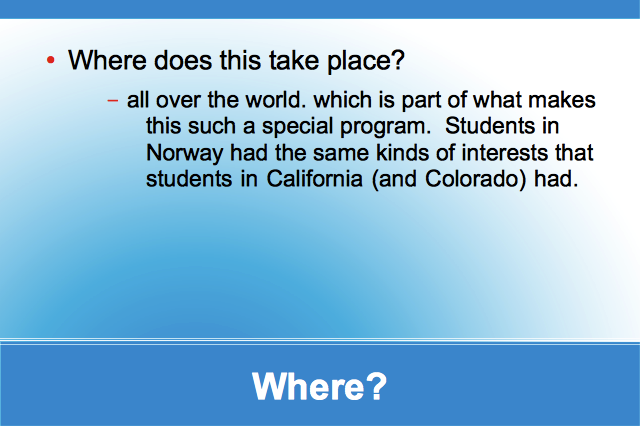 • Where does this take place?
– all over the world. which is part of what makes
this such a special program.  Students in
Norway had the same kinds of interests that
students in California (and Colorado) had.
Where?